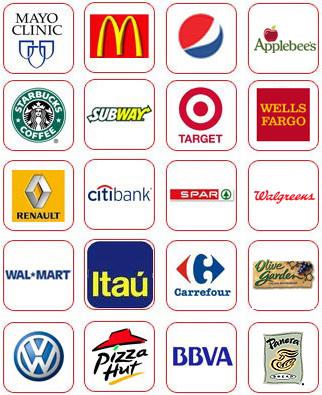 MAYO
CLINIC
Applebee's
STARBUCKS
COFFEE
SUBWAY
TARGET
WELLS
FARGO
RENAULT
citibank
SPAR
Walgreens
WAL★MART
Itaú
Carrefour
Olive
Garden
Pizza
Hut
BBVA
Panera
BREAD